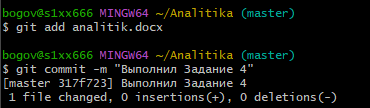 bogov@s1xx666 MINGW64 ~/Analitika (master)
$ git add analitik.docx
bogov@s1xx666 MINGW64 ~/Analitika (master)
$ git commit -m "Выполнил Задание 4"
[master 317f723] Выполнил Задание 4
1 file changed, 0 insertions(+), 0 deletions(-)